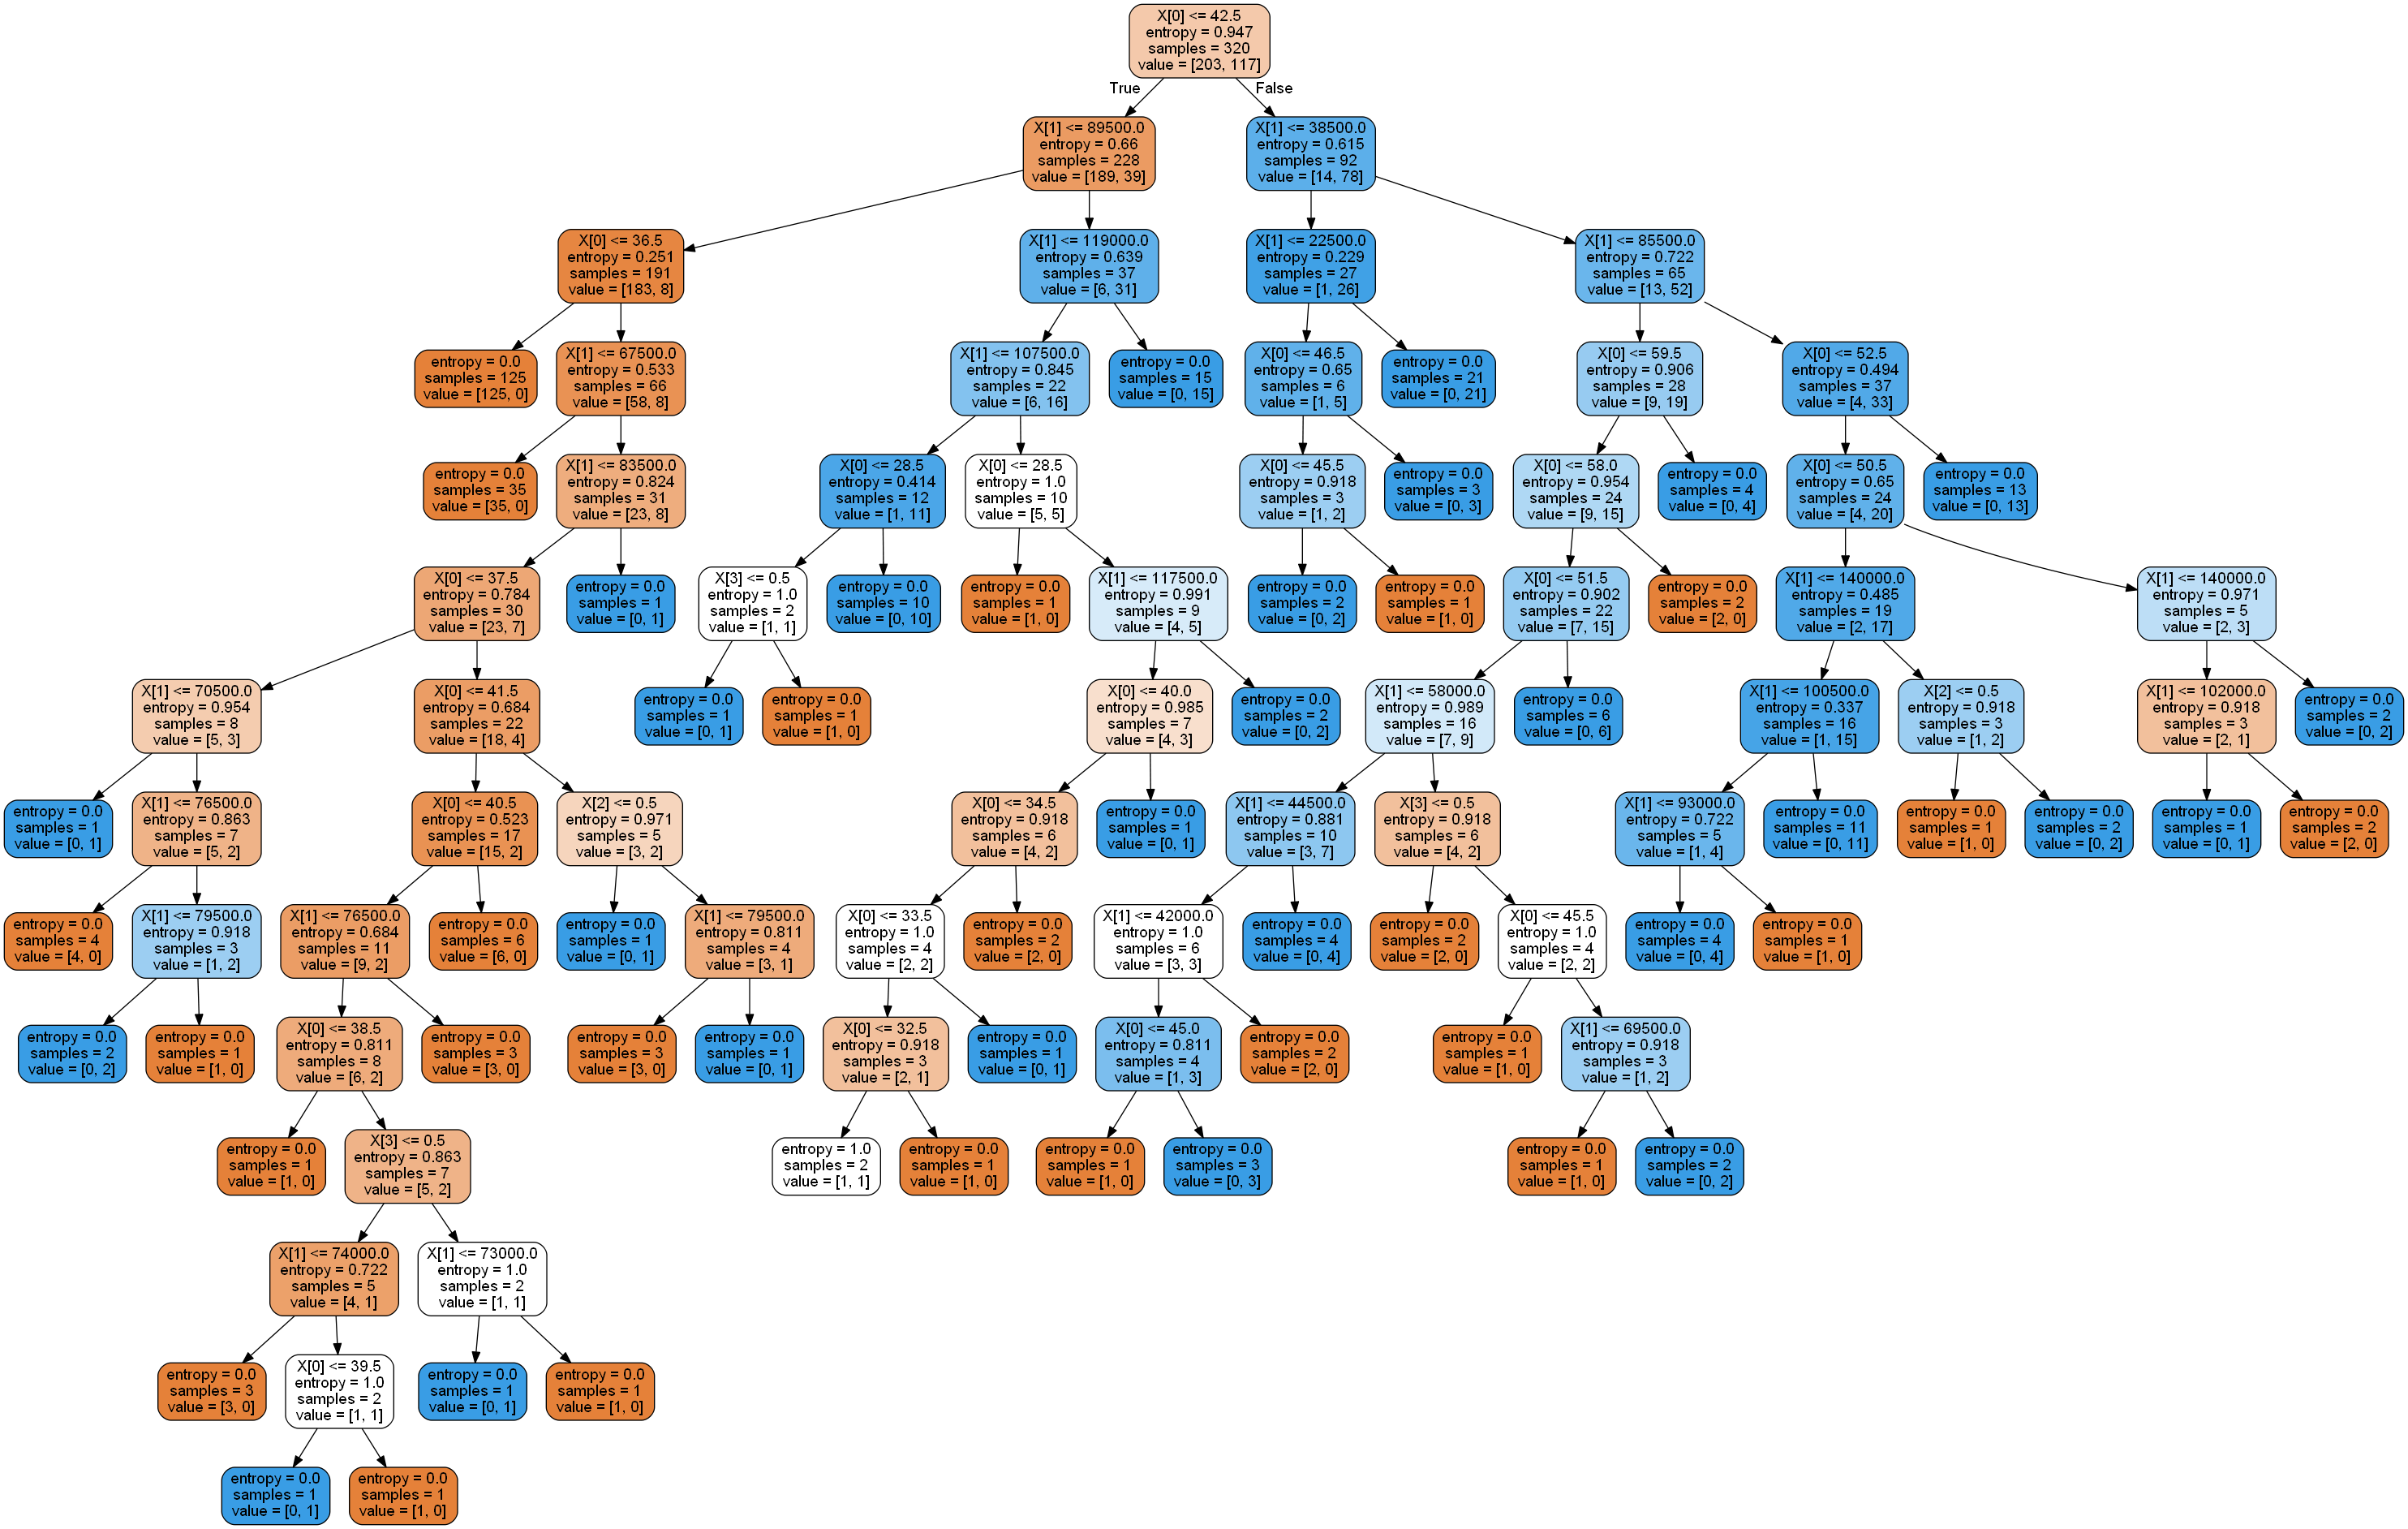 X[0] <= 42.5
entropy = 0.947
samples = 320
value = [203, 117]
True
False
X[1] <= 89500.0
entropy = 0.66
samples = 228
value = [189, 39]
X[1] <= 38500.0
entropy = 0.615
samples = 92
value = [14, 78]
X[0] <= 36.5
entropy = 0.251
samples = 191
value = [183, 8]
X[1] <= 119000.0
entropy = 0.639
samples = 37
value = [6, 31]
X[1] <= 22500.0
entropy = 0.229
samples = 27
value = [1, 26]
X[1] <= 85500.0
entropy = 0.722
samples = 65
value = [13, 52]
entropy = 0.0
samples = 125
value = [125, 0]
X[1] <= 67500.0
entropy = 0.533
samples = 66
value = [58, 8]
X[1] <= 107500.0
entropy = 0.845
samples = 22
value = [6, 16]
entropy = 0.0
samples = 15
value = [0, 15]
X[0] <= 46.5
entropy = 0.65
samples = 6
value = [1, 5]
entropy = 0.0
samples = 21
value = [0, 21]
X[0] <= 59.5
entropy = 0.906
samples = 28
value = [9, 19]
X[0] <= 52.5
entropy = 0.494
samples = 37
value = [4, 33]
entropy = 0.0
samples = 35
value = [35, 0]
X[1] <= 83500.0
entropy = 0.824
samples = 31
value = [23, 8]
X[0] <= 28.5
entropy = 0.414
samples = 12
value = [1, 11]
X[0] <= 28.5
entropy = 1.0
samples = 10
value = [5, 5]
X[0] <= 45.5
entropy = 0.918
samples = 3
value = [1, 2]
entropy = 0.0
samples = 3
value = [0, 3]
X[0] <= 58.0
entropy = 0.954
samples = 24
value = [9, 15]
entropy = 0.0
samples = 4
value = [0, 4]
X[0] <= 50.5
entropy = 0.65
samples = 24
value = [4, 20]
entropy = 0.0
samples = 13
value = [0, 13]
X[0] <= 37.5
entropy = 0.784
samples = 30
value = [23, 7]
entropy = 0.0
samples = 1
value = [0, 1]
X[3] <= 0.5
entropy = 1.0
samples = 2
value = [1, 1]
entropy = 0.0
samples = 10
value = [0, 10]
entropy = 0.0
samples = 1
value = [1, 0]
X[1] <= 117500.0
entropy = 0.991
samples = 9
value = [4, 5]
entropy = 0.0
samples = 2
value = [0, 2]
entropy = 0.0
samples = 1
value = [1, 0]
X[0] <= 51.5
entropy = 0.902
samples = 22
value = [7, 15]
entropy = 0.0
samples = 2
value = [2, 0]
X[1] <= 140000.0
entropy = 0.485
samples = 19
value = [2, 17]
X[1] <= 140000.0
entropy = 0.971
samples = 5
value = [2, 3]
X[1] <= 70500.0
entropy = 0.954
samples = 8
value = [5, 3]
X[0] <= 41.5
entropy = 0.684
samples = 22
value = [18, 4]
entropy = 0.0
samples = 1
value = [0, 1]
entropy = 0.0
samples = 1
value = [1, 0]
X[0] <= 40.0
entropy = 0.985
samples = 7
value = [4, 3]
entropy = 0.0
samples = 2
value = [0, 2]
X[1] <= 58000.0
entropy = 0.989
samples = 16
value = [7, 9]
entropy = 0.0
samples = 6
value = [0, 6]
X[1] <= 100500.0
entropy = 0.337
samples = 16
value = [1, 15]
X[2] <= 0.5
entropy = 0.918
samples = 3
value = [1, 2]
X[1] <= 102000.0
entropy = 0.918
samples = 3
value = [2, 1]
entropy = 0.0
samples = 2
value = [0, 2]
entropy = 0.0
samples = 1
value = [0, 1]
X[1] <= 76500.0
entropy = 0.863
samples = 7
value = [5, 2]
X[0] <= 40.5
entropy = 0.523
samples = 17
value = [15, 2]
X[2] <= 0.5
entropy = 0.971
samples = 5
value = [3, 2]
X[0] <= 34.5
entropy = 0.918
samples = 6
value = [4, 2]
entropy = 0.0
samples = 1
value = [0, 1]
X[1] <= 44500.0
entropy = 0.881
samples = 10
value = [3, 7]
X[3] <= 0.5
entropy = 0.918
samples = 6
value = [4, 2]
X[1] <= 93000.0
entropy = 0.722
samples = 5
value = [1, 4]
entropy = 0.0
samples = 11
value = [0, 11]
entropy = 0.0
samples = 1
value = [1, 0]
entropy = 0.0
samples = 2
value = [0, 2]
entropy = 0.0
samples = 1
value = [0, 1]
entropy = 0.0
samples = 2
value = [2, 0]
entropy = 0.0
samples = 4
value = [4, 0]
X[1] <= 79500.0
entropy = 0.918
samples = 3
value = [1, 2]
X[1] <= 76500.0
entropy = 0.684
samples = 11
value = [9, 2]
entropy = 0.0
samples = 6
value = [6, 0]
entropy = 0.0
samples = 1
value = [0, 1]
X[1] <= 79500.0
entropy = 0.811
samples = 4
value = [3, 1]
X[0] <= 33.5
entropy = 1.0
samples = 4
value = [2, 2]
entropy = 0.0
samples = 2
value = [2, 0]
X[1] <= 42000.0
entropy = 1.0
samples = 6
value = [3, 3]
entropy = 0.0
samples = 4
value = [0, 4]
entropy = 0.0
samples = 2
value = [2, 0]
X[0] <= 45.5
entropy = 1.0
samples = 4
value = [2, 2]
entropy = 0.0
samples = 4
value = [0, 4]
entropy = 0.0
samples = 1
value = [1, 0]
entropy = 0.0
samples = 2
value = [0, 2]
entropy = 0.0
samples = 1
value = [1, 0]
X[0] <= 38.5
entropy = 0.811
samples = 8
value = [6, 2]
entropy = 0.0
samples = 3
value = [3, 0]
entropy = 0.0
samples = 3
value = [3, 0]
entropy = 0.0
samples = 1
value = [0, 1]
X[0] <= 32.5
entropy = 0.918
samples = 3
value = [2, 1]
entropy = 0.0
samples = 1
value = [0, 1]
X[0] <= 45.0
entropy = 0.811
samples = 4
value = [1, 3]
entropy = 0.0
samples = 2
value = [2, 0]
entropy = 0.0
samples = 1
value = [1, 0]
X[1] <= 69500.0
entropy = 0.918
samples = 3
value = [1, 2]
entropy = 0.0
samples = 1
value = [1, 0]
X[3] <= 0.5
entropy = 0.863
samples = 7
value = [5, 2]
entropy = 1.0
samples = 2
value = [1, 1]
entropy = 0.0
samples = 1
value = [1, 0]
entropy = 0.0
samples = 1
value = [1, 0]
entropy = 0.0
samples = 3
value = [0, 3]
entropy = 0.0
samples = 1
value = [1, 0]
entropy = 0.0
samples = 2
value = [0, 2]
X[1] <= 74000.0
entropy = 0.722
samples = 5
value = [4, 1]
X[1] <= 73000.0
entropy = 1.0
samples = 2
value = [1, 1]
entropy = 0.0
samples = 3
value = [3, 0]
X[0] <= 39.5
entropy = 1.0
samples = 2
value = [1, 1]
entropy = 0.0
samples = 1
value = [0, 1]
entropy = 0.0
samples = 1
value = [1, 0]
entropy = 0.0
samples = 1
value = [0, 1]
entropy = 0.0
samples = 1
value = [1, 0]